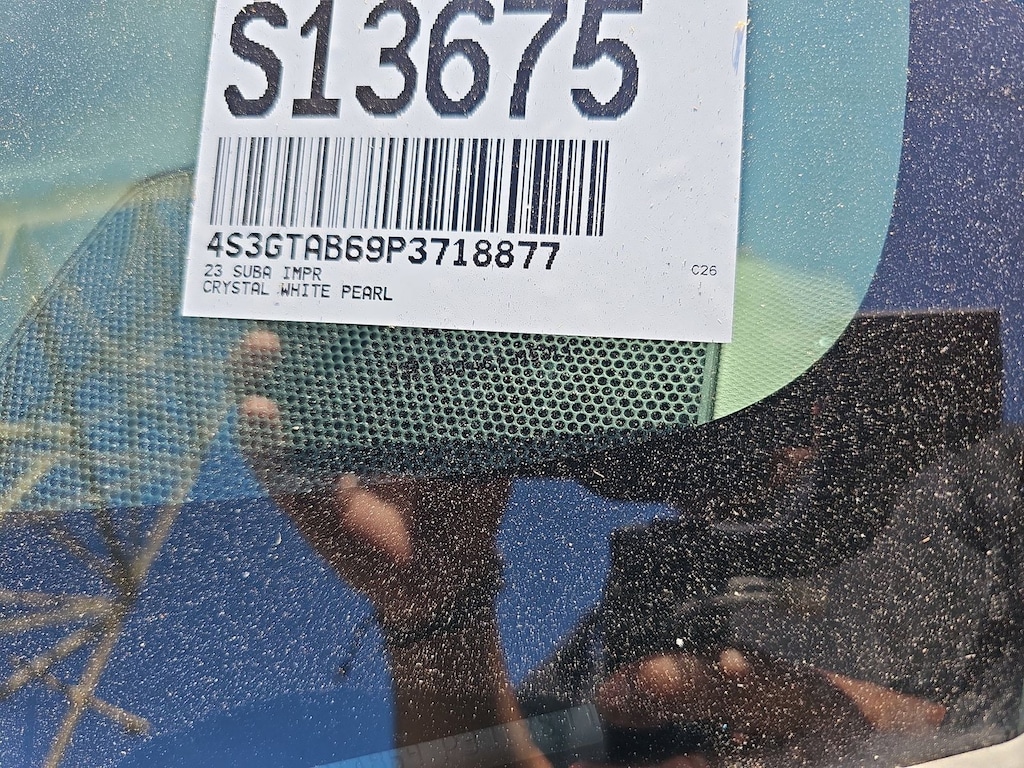 S13675
4S3GTAB69P3718877
23 SUBA IMPR
CRYSTAL WHITE PEARL
C26